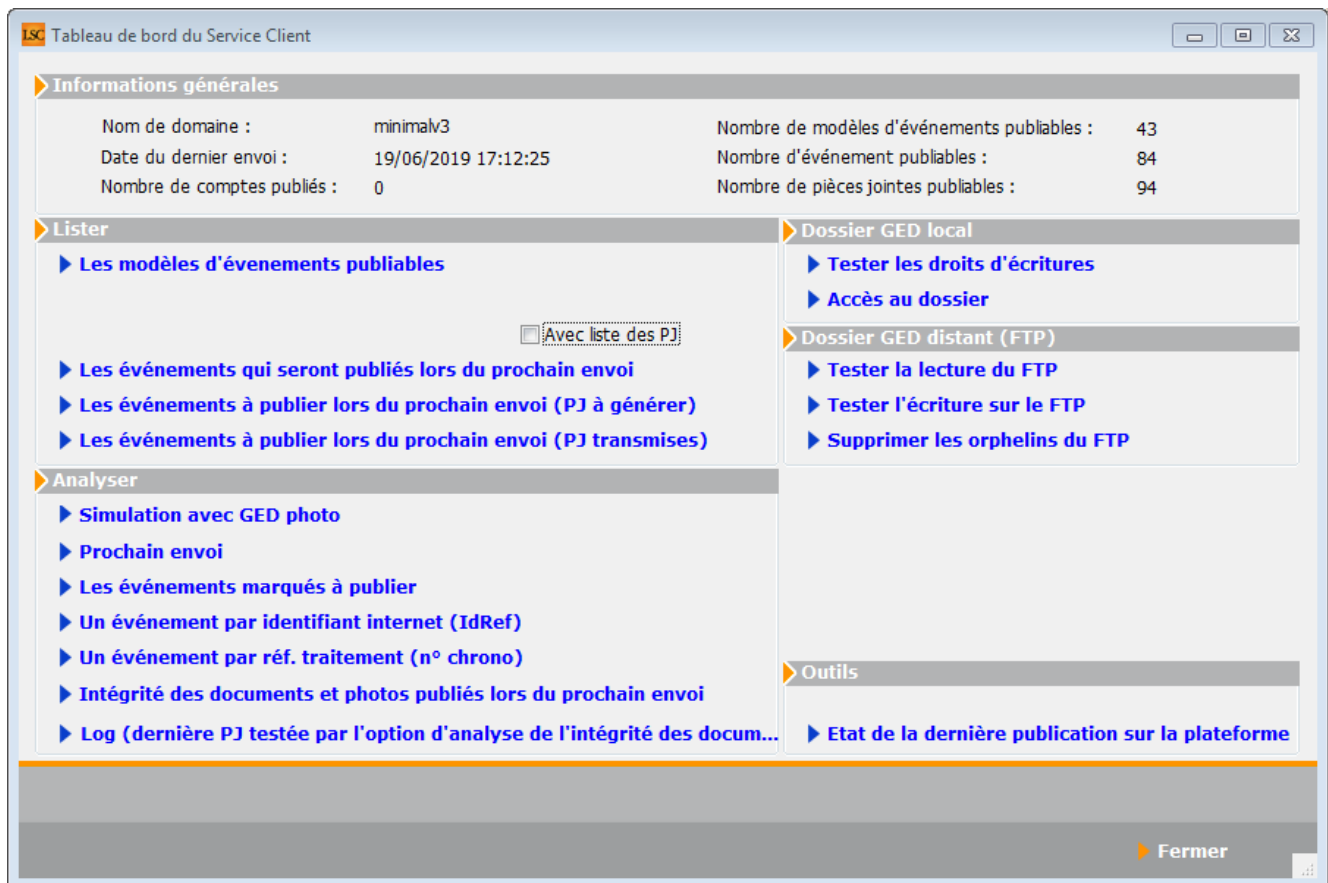 LSC Tableau de bord du Service Client
Informations générales
Nom de domaine : minimalv3
Date du dernier envoi : 19/06/2019 17:12:25
Nombre de comptes publiés : 0
Nombre de modèles d'événements publiables : 43
Nombre d'événement publiables : 84
Nombre de pièces jointes publiables : 94
Lister
Les modèles d'évenements publiables
Avec liste des PJ
Les événements qui seront publiés lors du prochain envoi
Les événements à publier lors du prochain envoi (PJ à générer)
Les événements à publier lors du prochain envoi (PJ transmises)
Dossier GED local
Tester les droits d'écritures
Accès au dossier
Dossier GED distant (FTP)
Tester la lecture du FTP
Tester l'écriture sur le FTP
Supprimer les orphelins du FTP
Analyser
Simulation avec GED photo
Prochain envoi
Les événements marqués à publier
Un événement par identifiant internet (IdRef)
Un événement par réf. traitement (n° chrono)
Intégrité des documents et photos publiés lors du prochain envoi
Log (dernière PJ testée par l'option d'analyse de l'intégrité des docum...
Outils
Etat de la dernière publication sur la plateforme
Fermer